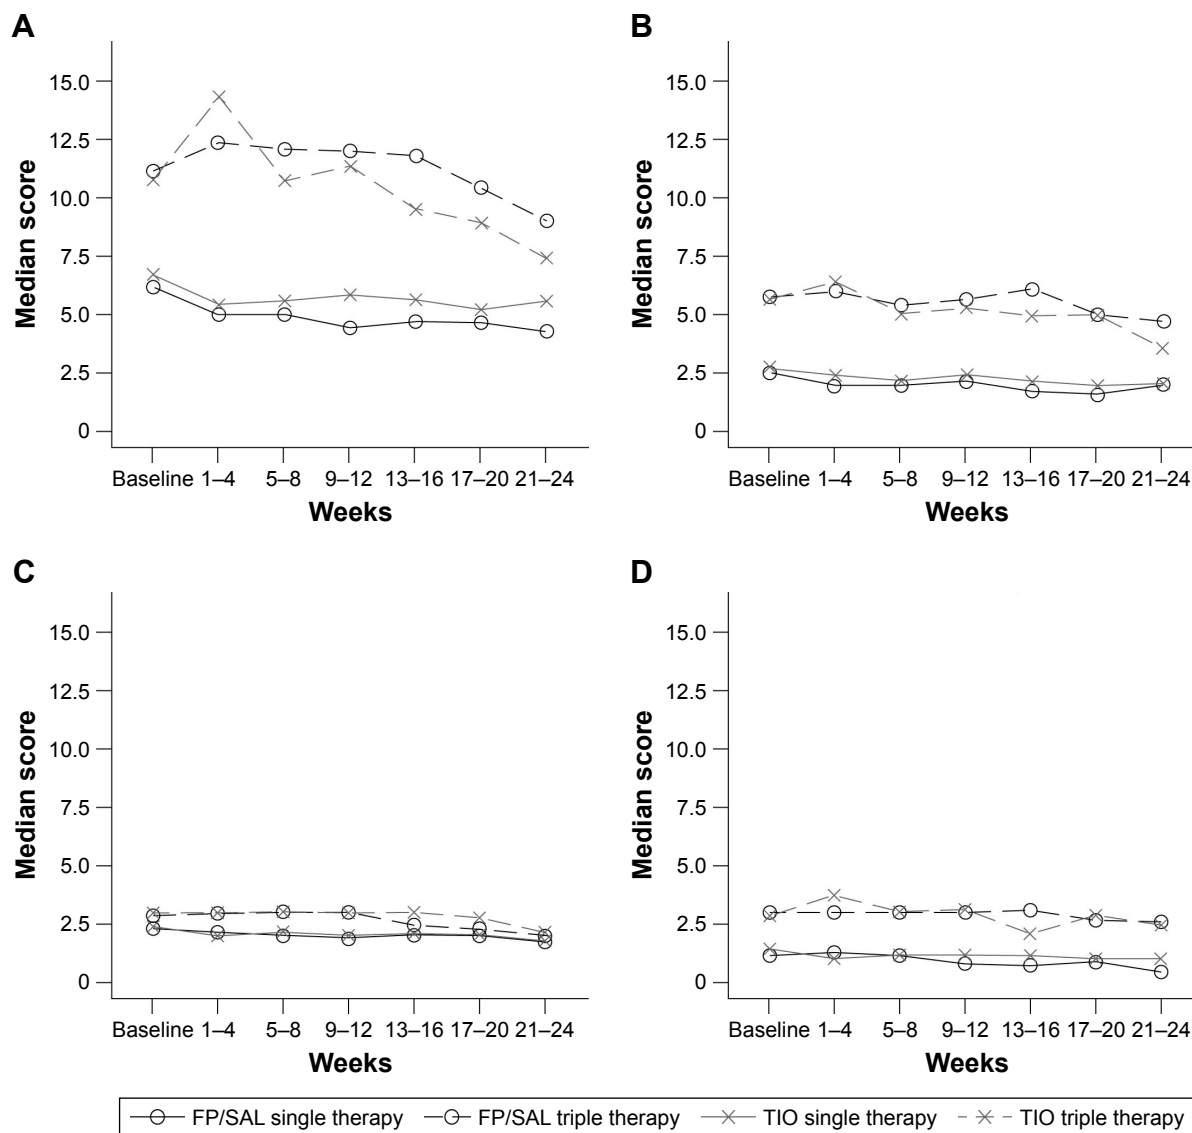 A
Median score
15.0
12.5
10.0
7.5
5.0
2.5
0
Baseline 1–4 5–8 9–12 13–16 17–20 21–24
Weeks
B
Median score
15.0
12.5
10.0
7.5
5.0
2.5
0
Baseline 1–4 5–8 9–12 13–16 17–20 21–24
Weeks
C
Median score
15.0
12.5
10.0
7.5
5.0
2.5
0
Baseline 1–4 5–8 9–12 13–16 17–20 21–24
Weeks
D
Median score
15.0
12.5
10.0
7.5
5.0
2.5
0
Baseline 1–4 5–8 9–12 13–16 17–20 21–24
Weeks
FP/SAL single therapy FP/SAL triple therapy TIO single therapy TIO triple therapy